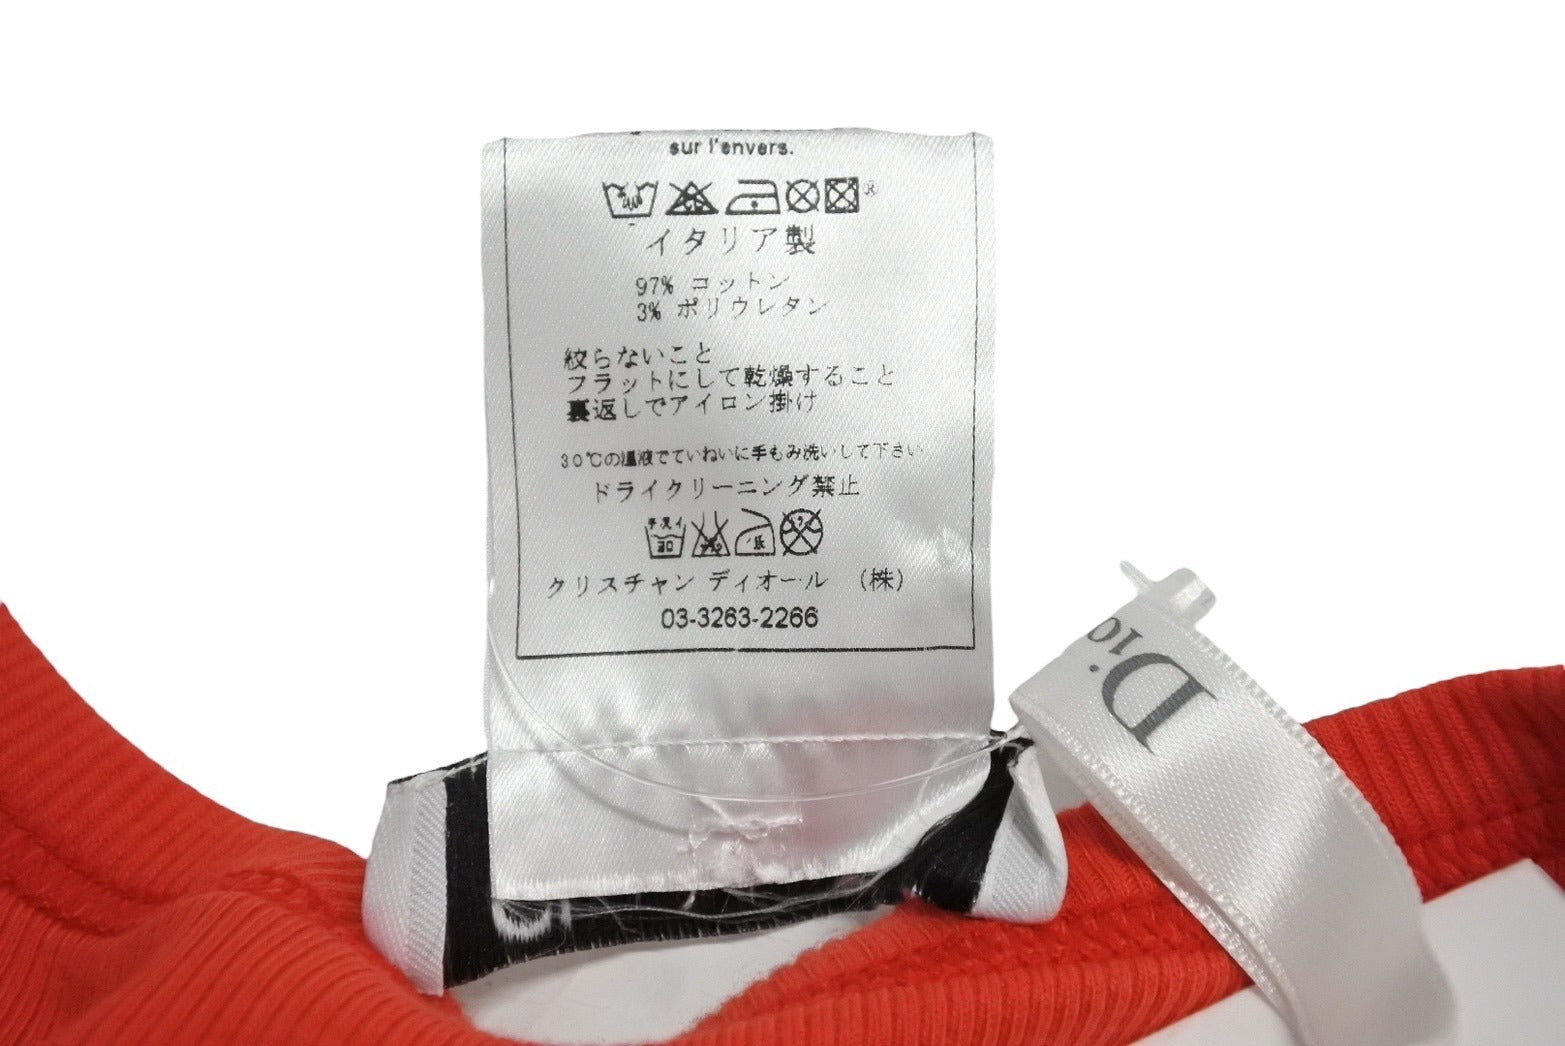 sur l'envers.
イタリア製
97% コットン
3% ポリウレタン
絞らないこと
フラットにして乾燥すること
裏返しでアイロン掛け
30℃の温液でていねいに手もみ洗いして下さい
ドライクリーニング禁止
クリスチャン ディオール (株)
03-3263-2266
Dio